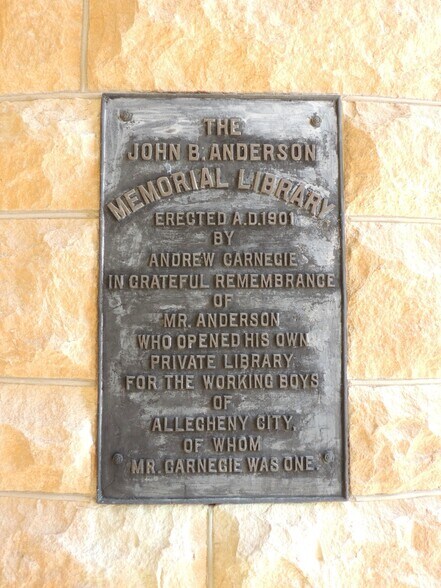 THE
JOHN B. ANDERSON
MEMORIAL LIBRARY
ERECTED A.D. 1901
BY
ANDREW CARNEGIE
IN GRATEFUL REMEMBRANCE
OF
MR. ANDERSON
WHO OPENED HIS OWN
PRIVATE LIBRARY
FOR THE WORKING BOYS
OF
ALLEGHENY CITY,
OF WHOM
MR. CARNEGIE WAS ONE.